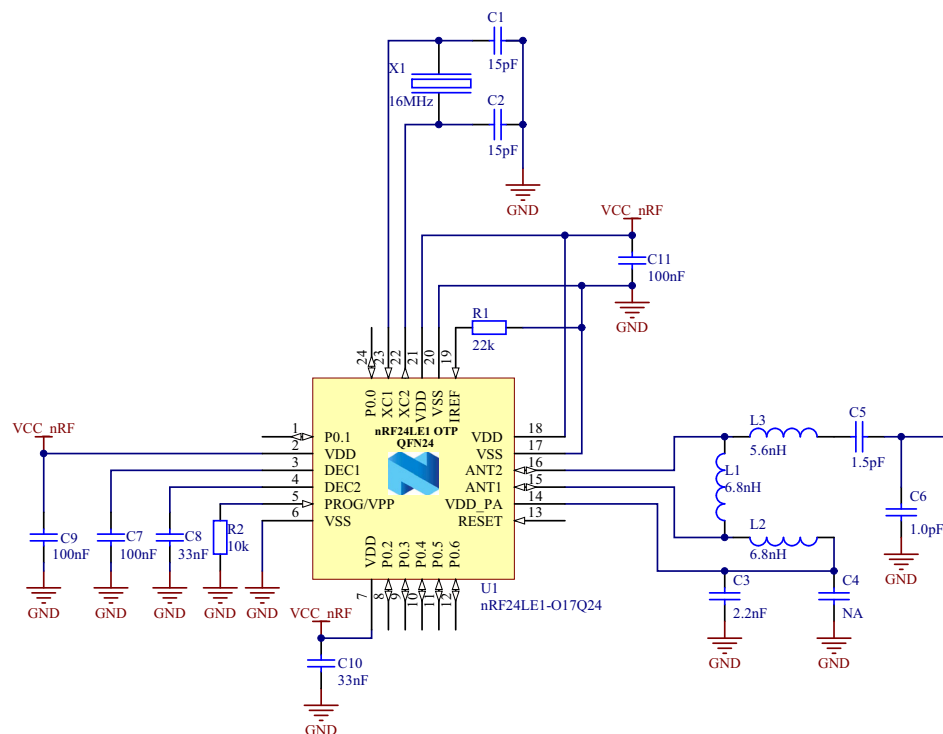 C1
15pF
X1
16MHz
C2
15pF
GND
VCC_nRF
C11
100nF
GND
R1
22k
24
23
22
21
20
19
P0.0
XC1
XC2
VDD
VSS
IREF
nRF24LE1 OTP
QFN24
1
P0.1
2
VDD
3
DEC1
4
DEC2
5
PROG/VPP
6
VSS
VDD
18
VSS
17
ANT2
16
ANT1
15
VDD_PA
14
RESET
13
VDD
P0.2
P0.3
P0.4
P0.5
P0.6
7
8
9
10
11
12
U1
nRF24LE1-O17Q24
VCC_nRF
C9
100nF
GND
C7
100nF
GND
C8
33nF
GND
R2
10k
GND
GND
VCC_nRF
C10
33nF
GND
L3
5.6nH
C5
1.5pF
L1
6.8nH
L2
6.8nH
C6
1.0pF
GND
C3
2.2nF
GND
C4
NA
GND